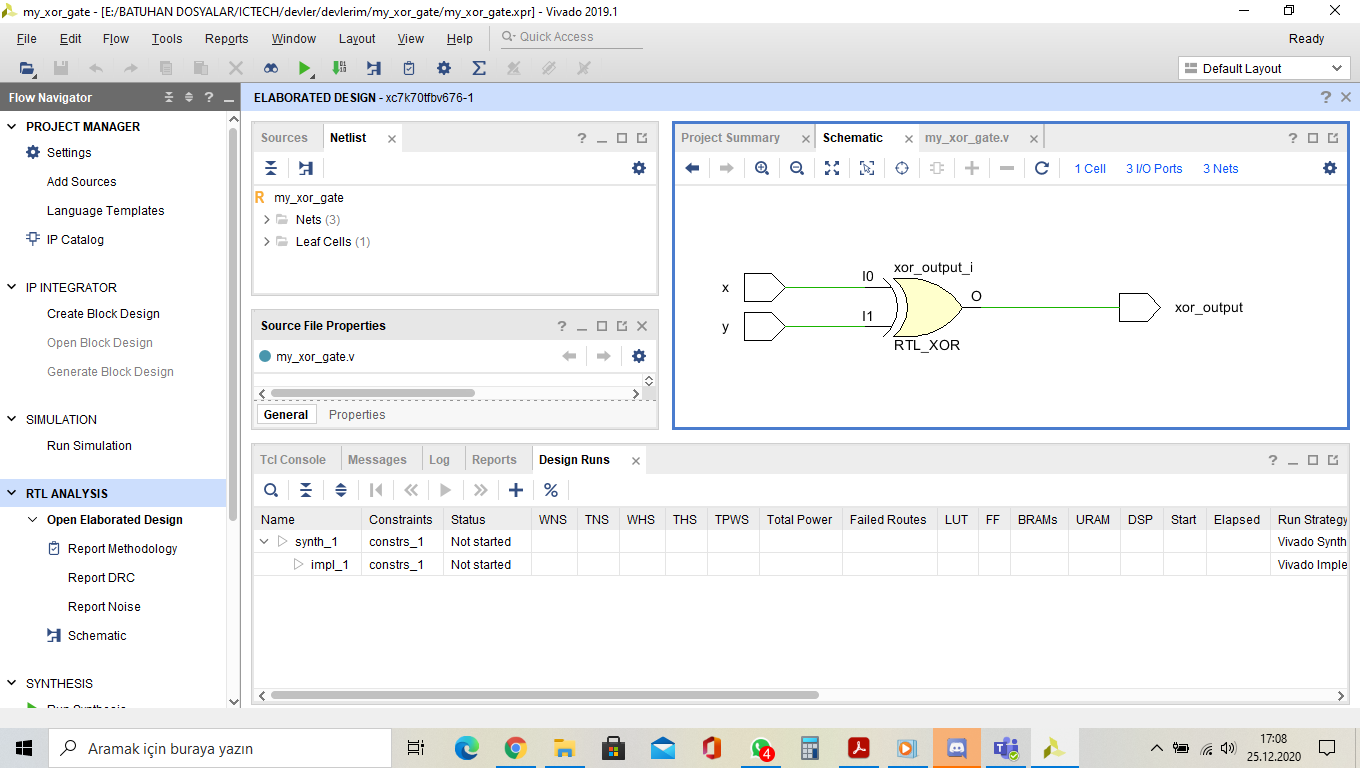 my_xor_gate - [E:/BATUHAN DOSYALAR/ICTECH/devler/devlerim/my_xor_gate/my_xor_gate.xpr] - Vivado 2019.1
File Edit Flow Tools Reports Window Layout View Help Quick Access Ready
Default Layout
Flow Navigator
PROJECT MANAGER
Settings
Add Sources
Language Templates
IP Catalog
IP INTEGRATOR
Create Block Design
Open Block Design
Generate Block Design
SIMULATION
Run Simulation
RTL ANALYSIS
Open Elaborated Design
Report Methodology
Report DRC
Report Noise
Schematic
SYNTHESIS
ELABORATED DESIGN - xc7k70tfbv676-1
Sources Netlist
my_xor_gate
Nets (3)
Leaf Cells (1)
Source File Properties
my_xor_gate.v
General Properties
Project Summary Schematic my_xor_gate.v
1 Cell 3 I/O Ports 3 Nets
xor_output_i
x I0
O
xor_output
y I1
RTL_XOR
Tcl Console Messages Log Reports Design Runs
Name Constraints Status WNS TNS WHS THS TPWS Total Power Failed Routes LUT FF BRAMs URAM DSP Start Elapsed Run Strategy
synth_1 constrs_1 Not started Vivado Synth
impl_1 constrs_1 Not started Vivado Imple
Aramak için buraya yazın
4
17:08
25.12.2020